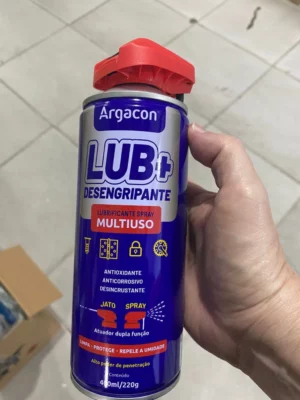 Argacon
LUB+
DESENGRIPANTE
LUBRIFICANTE SPRAY
MULTIUSO
ANTIOXIDANTE
ANTICORROSIVO
DESINCRUSTANTE
JATO SPRAY
Atuador dupla função
LIMPA - PROTEGE - REPELE A UMIDADE
Alto poder de penetração
Conteúdo
400ml/220g